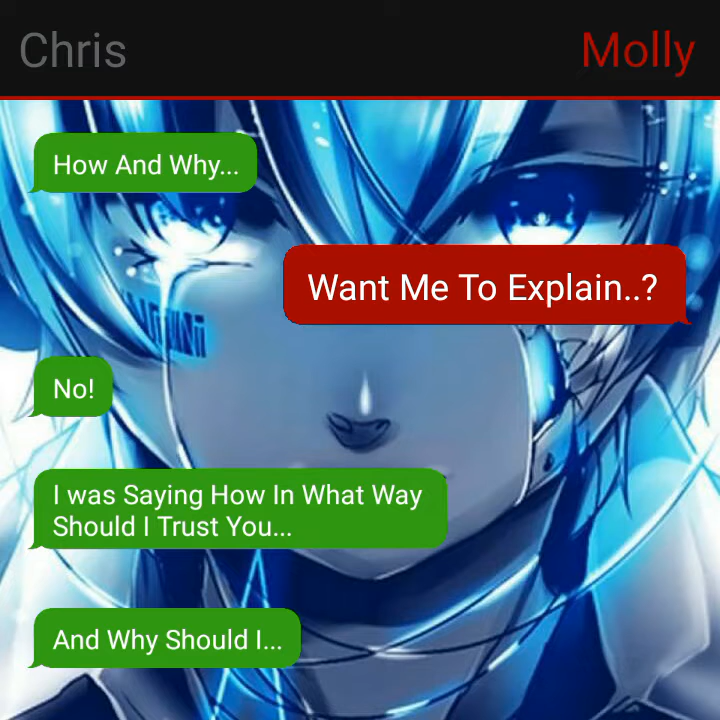 Chris
Molly
How And Why...
Want Me To Explain..?
No!
I was Saying How In What Way
Should I Trust You...
And Why Should I...